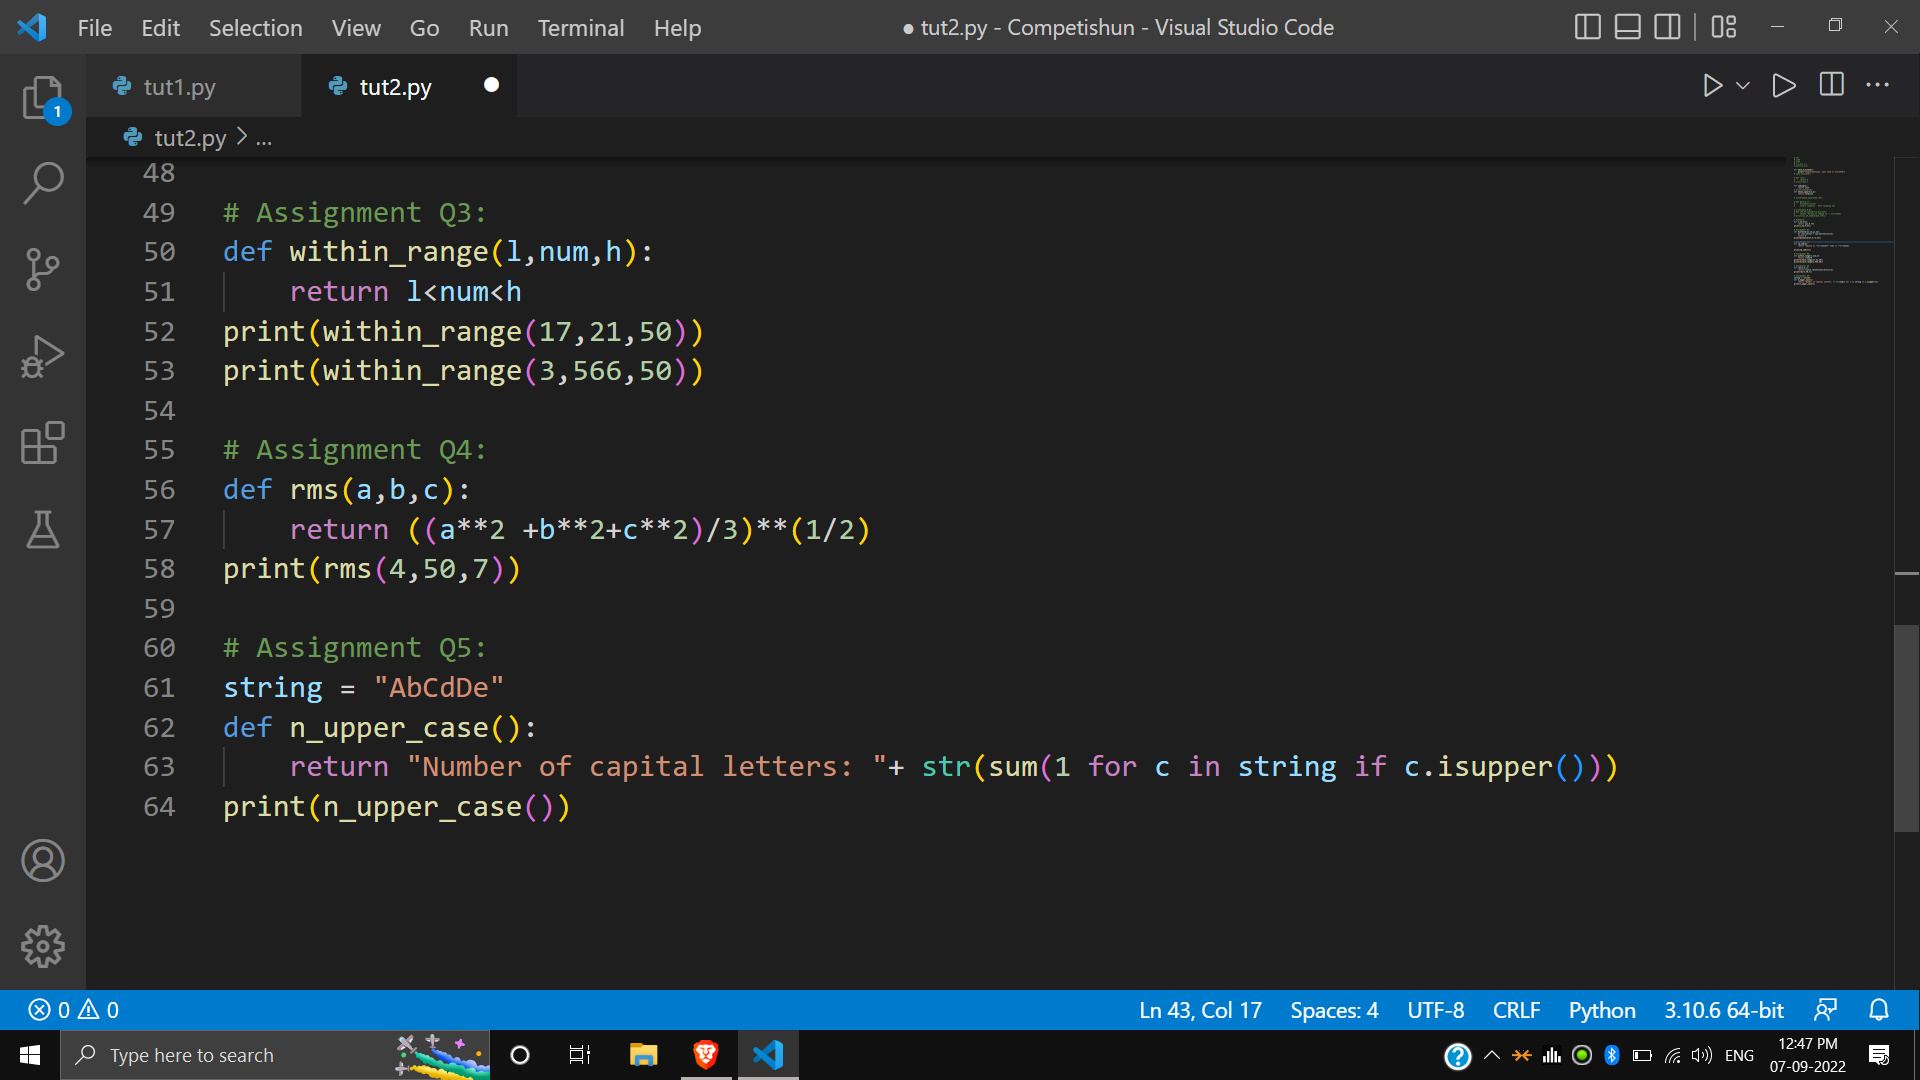 File Edit Selection View Go Run Terminal Help
● tut2.py - Competishun - Visual Studio Code
1
tut1.py
tut2.py
tut2.py > ...
48
49 # Assignment Q3:
50 def within_range(l,num,h):
51     return l<num<h
52 print(within_range(17,21,50))
53 print(within_range(3,566,50))
54
55 # Assignment Q4:
56 def rms(a,b,c):
57     return ((a**2 +b**2+c**2)/3)**(1/2)
58 print(rms(4,50,7))
59
60 # Assignment Q5:
61 string = "AbCdDe"
62 def n_upper_case():
63     return "Number of capital letters: "+ str(sum(1 for c in string if c.isupper()))
64 print(n_upper_case())
0 0 Ln 43, Col 17 Spaces: 4 UTF-8 CRLF Python 3.10.6 64-bit
Type here to search
ENG
12:47 PM
07-09-2022